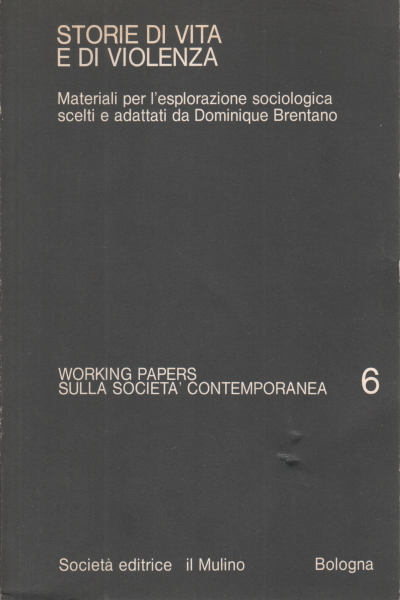 STORIE DI VITA
E DI VIOLENZA
Materiali per l'esplorazione sociologica
scelti e adattati da Dominique Brentano
WORKING PAPERS
SULLA SOCIETA' CONTEMPORANEA 6
Società editrice il Mulino Bologna